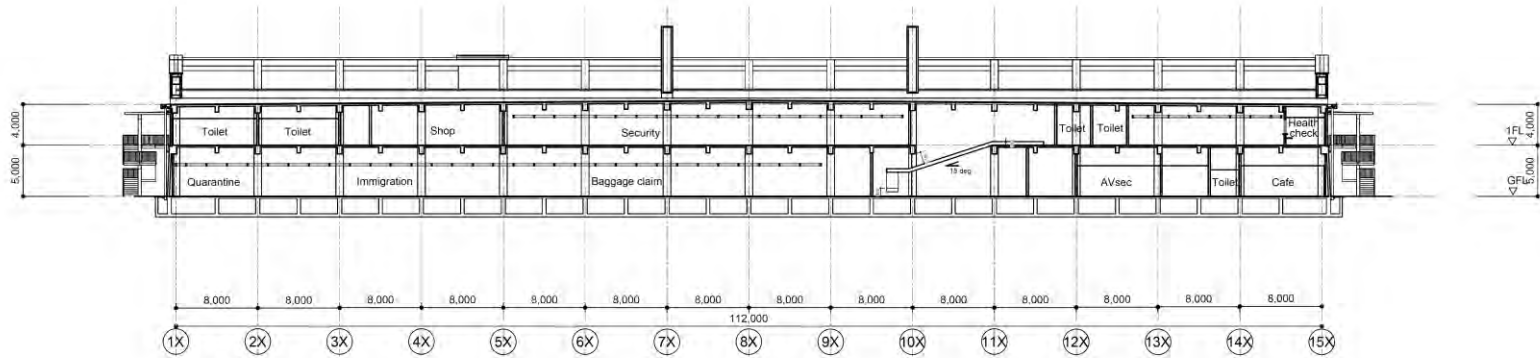 4,000
5,000
Toilet
Toilet
Shop
Security
Toilet
Toilet
Health
check
1FL
4,000
Quarantine
Immigration
Baggage claim
AVsec
Toilet
Cafe
GFL
5,000
8,000 8,000 8,000 8,000 8,000 8,000 8,000 8,000 8,000 8,000 8,000 8,000 8,000 8,000
112,000
1X 2X 3X 4X 5X 6X 7X 8X 9X 10X 11X 12X 13X 14X 15X